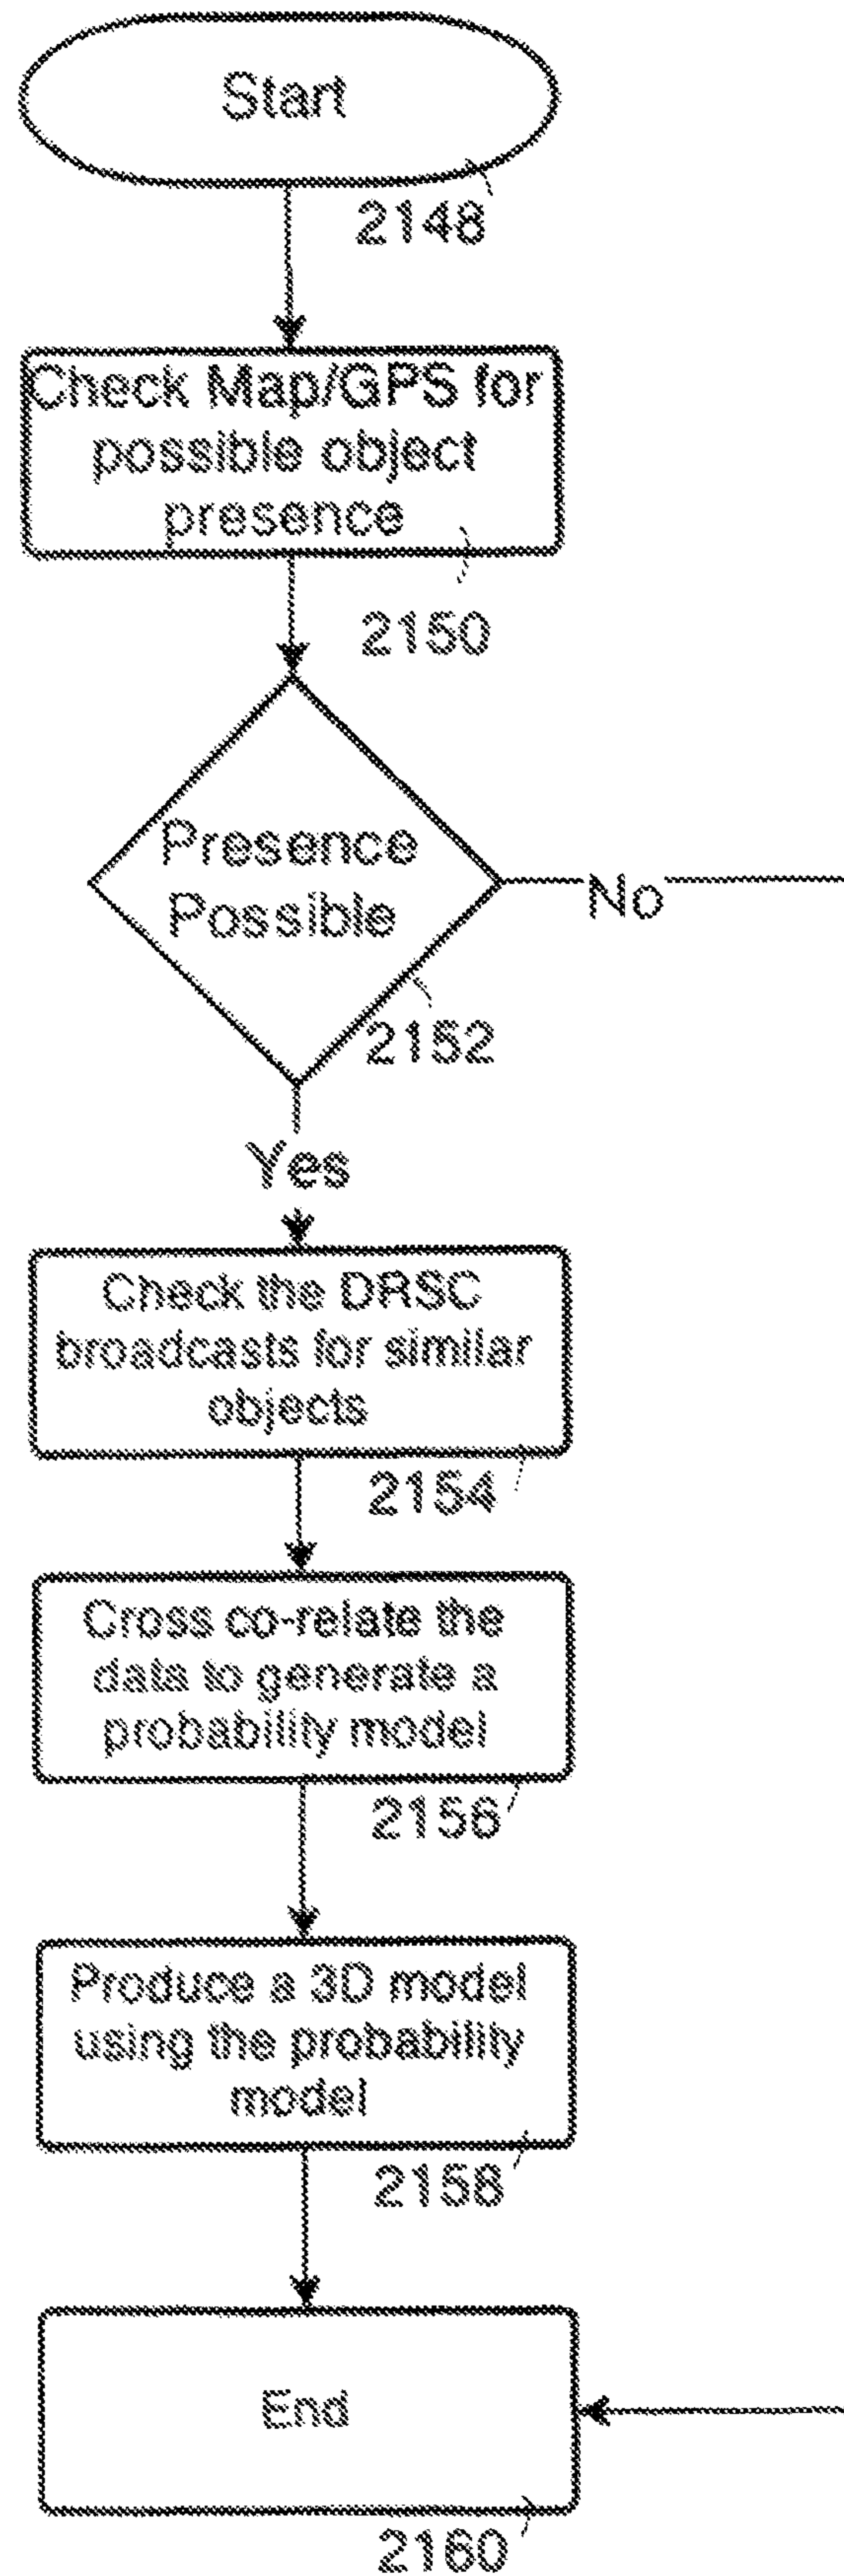 Start
2148
Check Map/GPS for
possible object
presence
2150
Presence
Possible
No
2152
Yes
Check the DRSC
broadcasts for similar
objects
2154
Cross co-relate the
data to generate a
probability model
2156
Produce a 3D model
using the probability
model
2158
End
2160